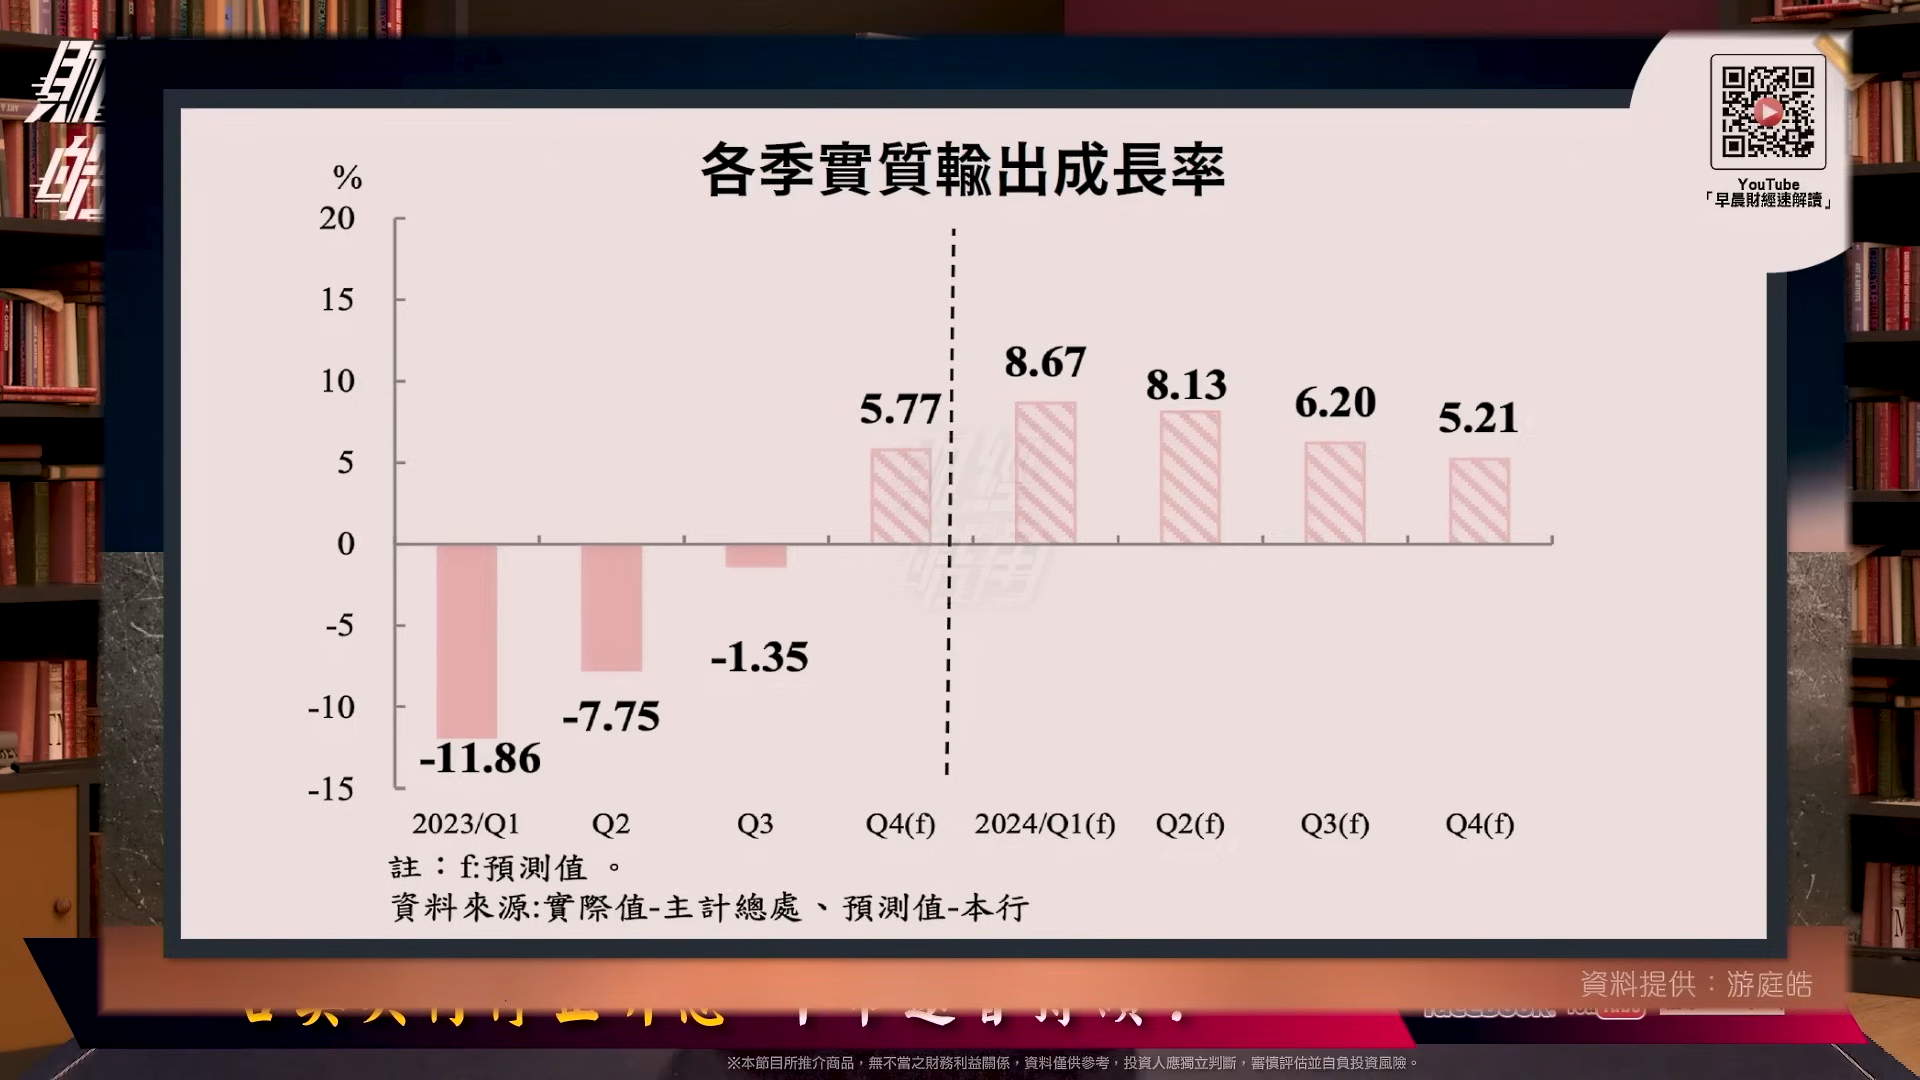 各季實質輸出成長率
%
20
15
10
5
0
-5
-10
-15
-11.86
-7.75
-1.35
5.77
8.67
8.13
6.20
5.21
2023/Q1 Q2 Q3 Q4(f) 2024/Q1(f) Q2(f) Q3(f) Q4(f)
註：f:預測值。
資料來源:實際值-主計總處、預測值-本行
YouTube
「早晨財經速解讀」
資料提供：游庭皓
※本節目所推介商品，無不當之財務利益關係，資料僅供參考，投資人應獨立判斷，審慎評估並自負投資風險。